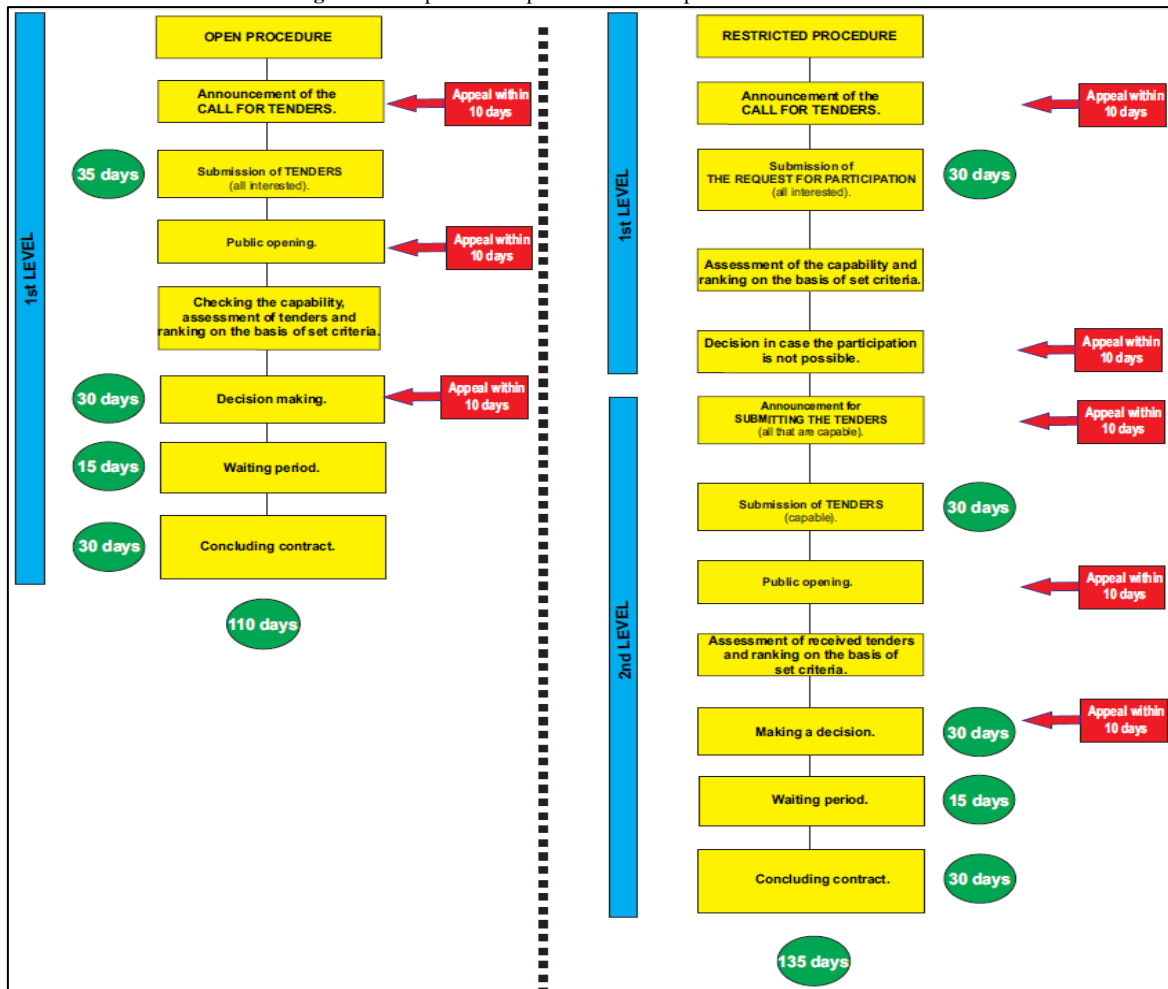 1st LEVEL
OPEN PROCEDURE
Announcement of the
CALL FOR TENDERS.
Appeal within
10 days
35 days
Submission of TENDERS
(all interested).
Public opening.
Appeal within
10 days
Checking the capability,
assessment of tenders and
ranking on the basis of set criteria.
30 days
Decision making.
Appeal within
10 days
15 days
Waiting period.
30 days
Concluding contract.
110 days
1st LEVEL
RESTRICTED PROCEDURE
Announcement of the
CALL FOR TENDERS.
Appeal within
10 days
Submission of
THE REQUEST FOR PARTICIPATION
(all interested).
30 days
Assessment of the capability and
ranking on the basis of set criteria.
Decision in case the participation
is not possible.
Appeal within
10 days
2nd LEVEL
Announcement for
SUBMITTING THE TENDERS
(all that are capable).
Appeal within
10 days
Submission of TENDERS
(capable).
30 days
Public opening.
Appeal within
10 days
Assessment of received tenders
and ranking on the basis of
set criteria.
Making a decision.
30 days
Appeal within
10 days
Waiting period.
15 days
Concluding contract.
30 days
135 days